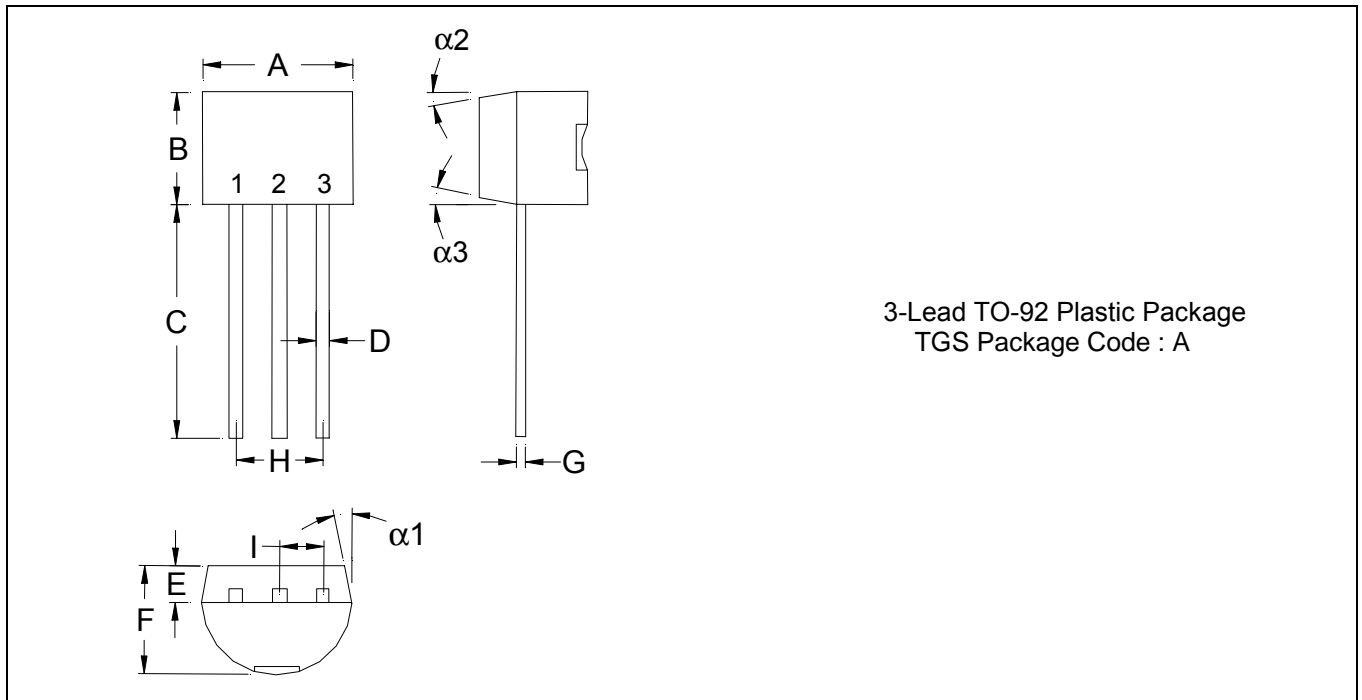 α2
A
B
1 2 3
α3
C
D
H
G
3-Lead TO-92 Plastic Package
TGS Package Code : A
α1
I
E
F